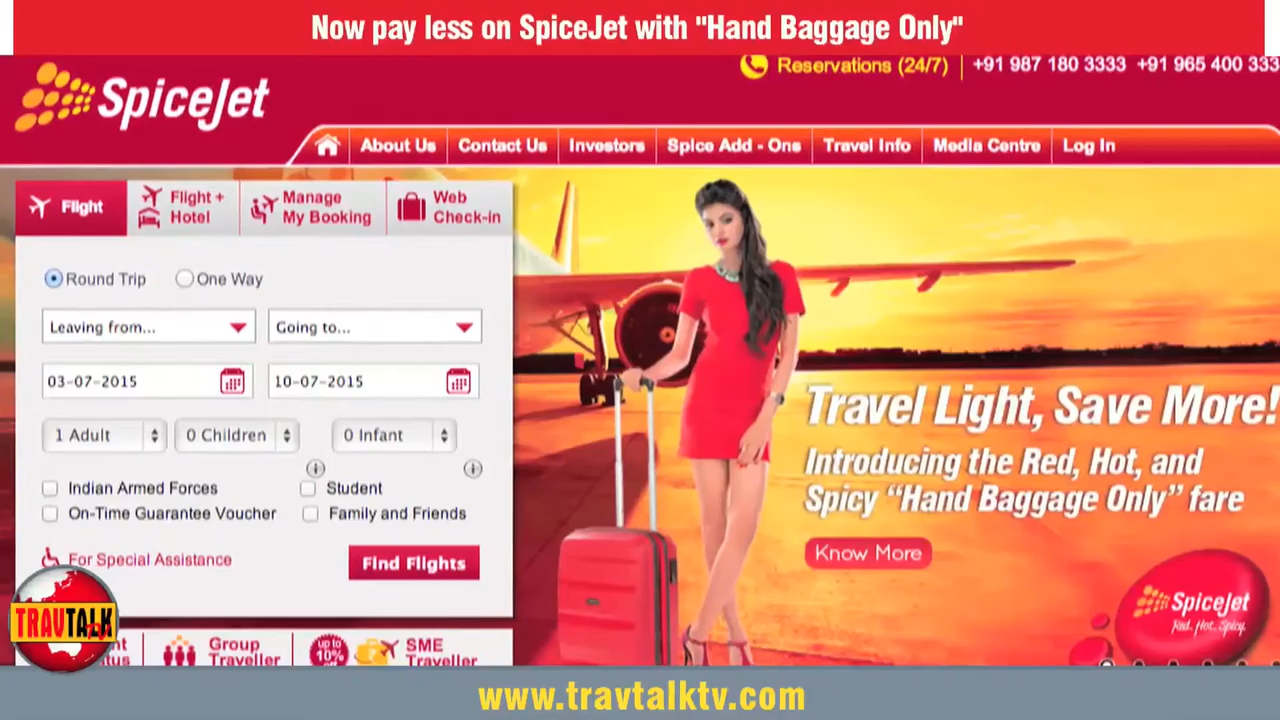 Now pay less on SpiceJet with "Hand Baggage Only"
Reservations (24/7) +91 987 180 3333 +91 965 400 333
SpiceJet
About Us Contact Us Investors Spice Add - Ons Travel Info Media Centre Log In
Flight
Flight +
Hotel
Manage
My Booking
Web
Check-in
Round Trip One Way
Leaving from... Going to...
03-07-2015 10-07-2015
1 Adult 0 Children 0 Infant
Indian Armed Forces Student
On-Time Guarantee Voucher Family and Friends
For Special Assistance Find Flights
Travel Light, Save More!
Introducing the Red, Hot, and
Spicy “Hand Baggage Only” fare
Know More
SpiceJet
Red. Hot. Spicy.
TRAVTALK
Group
Traveller
up to
10%
SME
Traveller
www.travtalktv.com